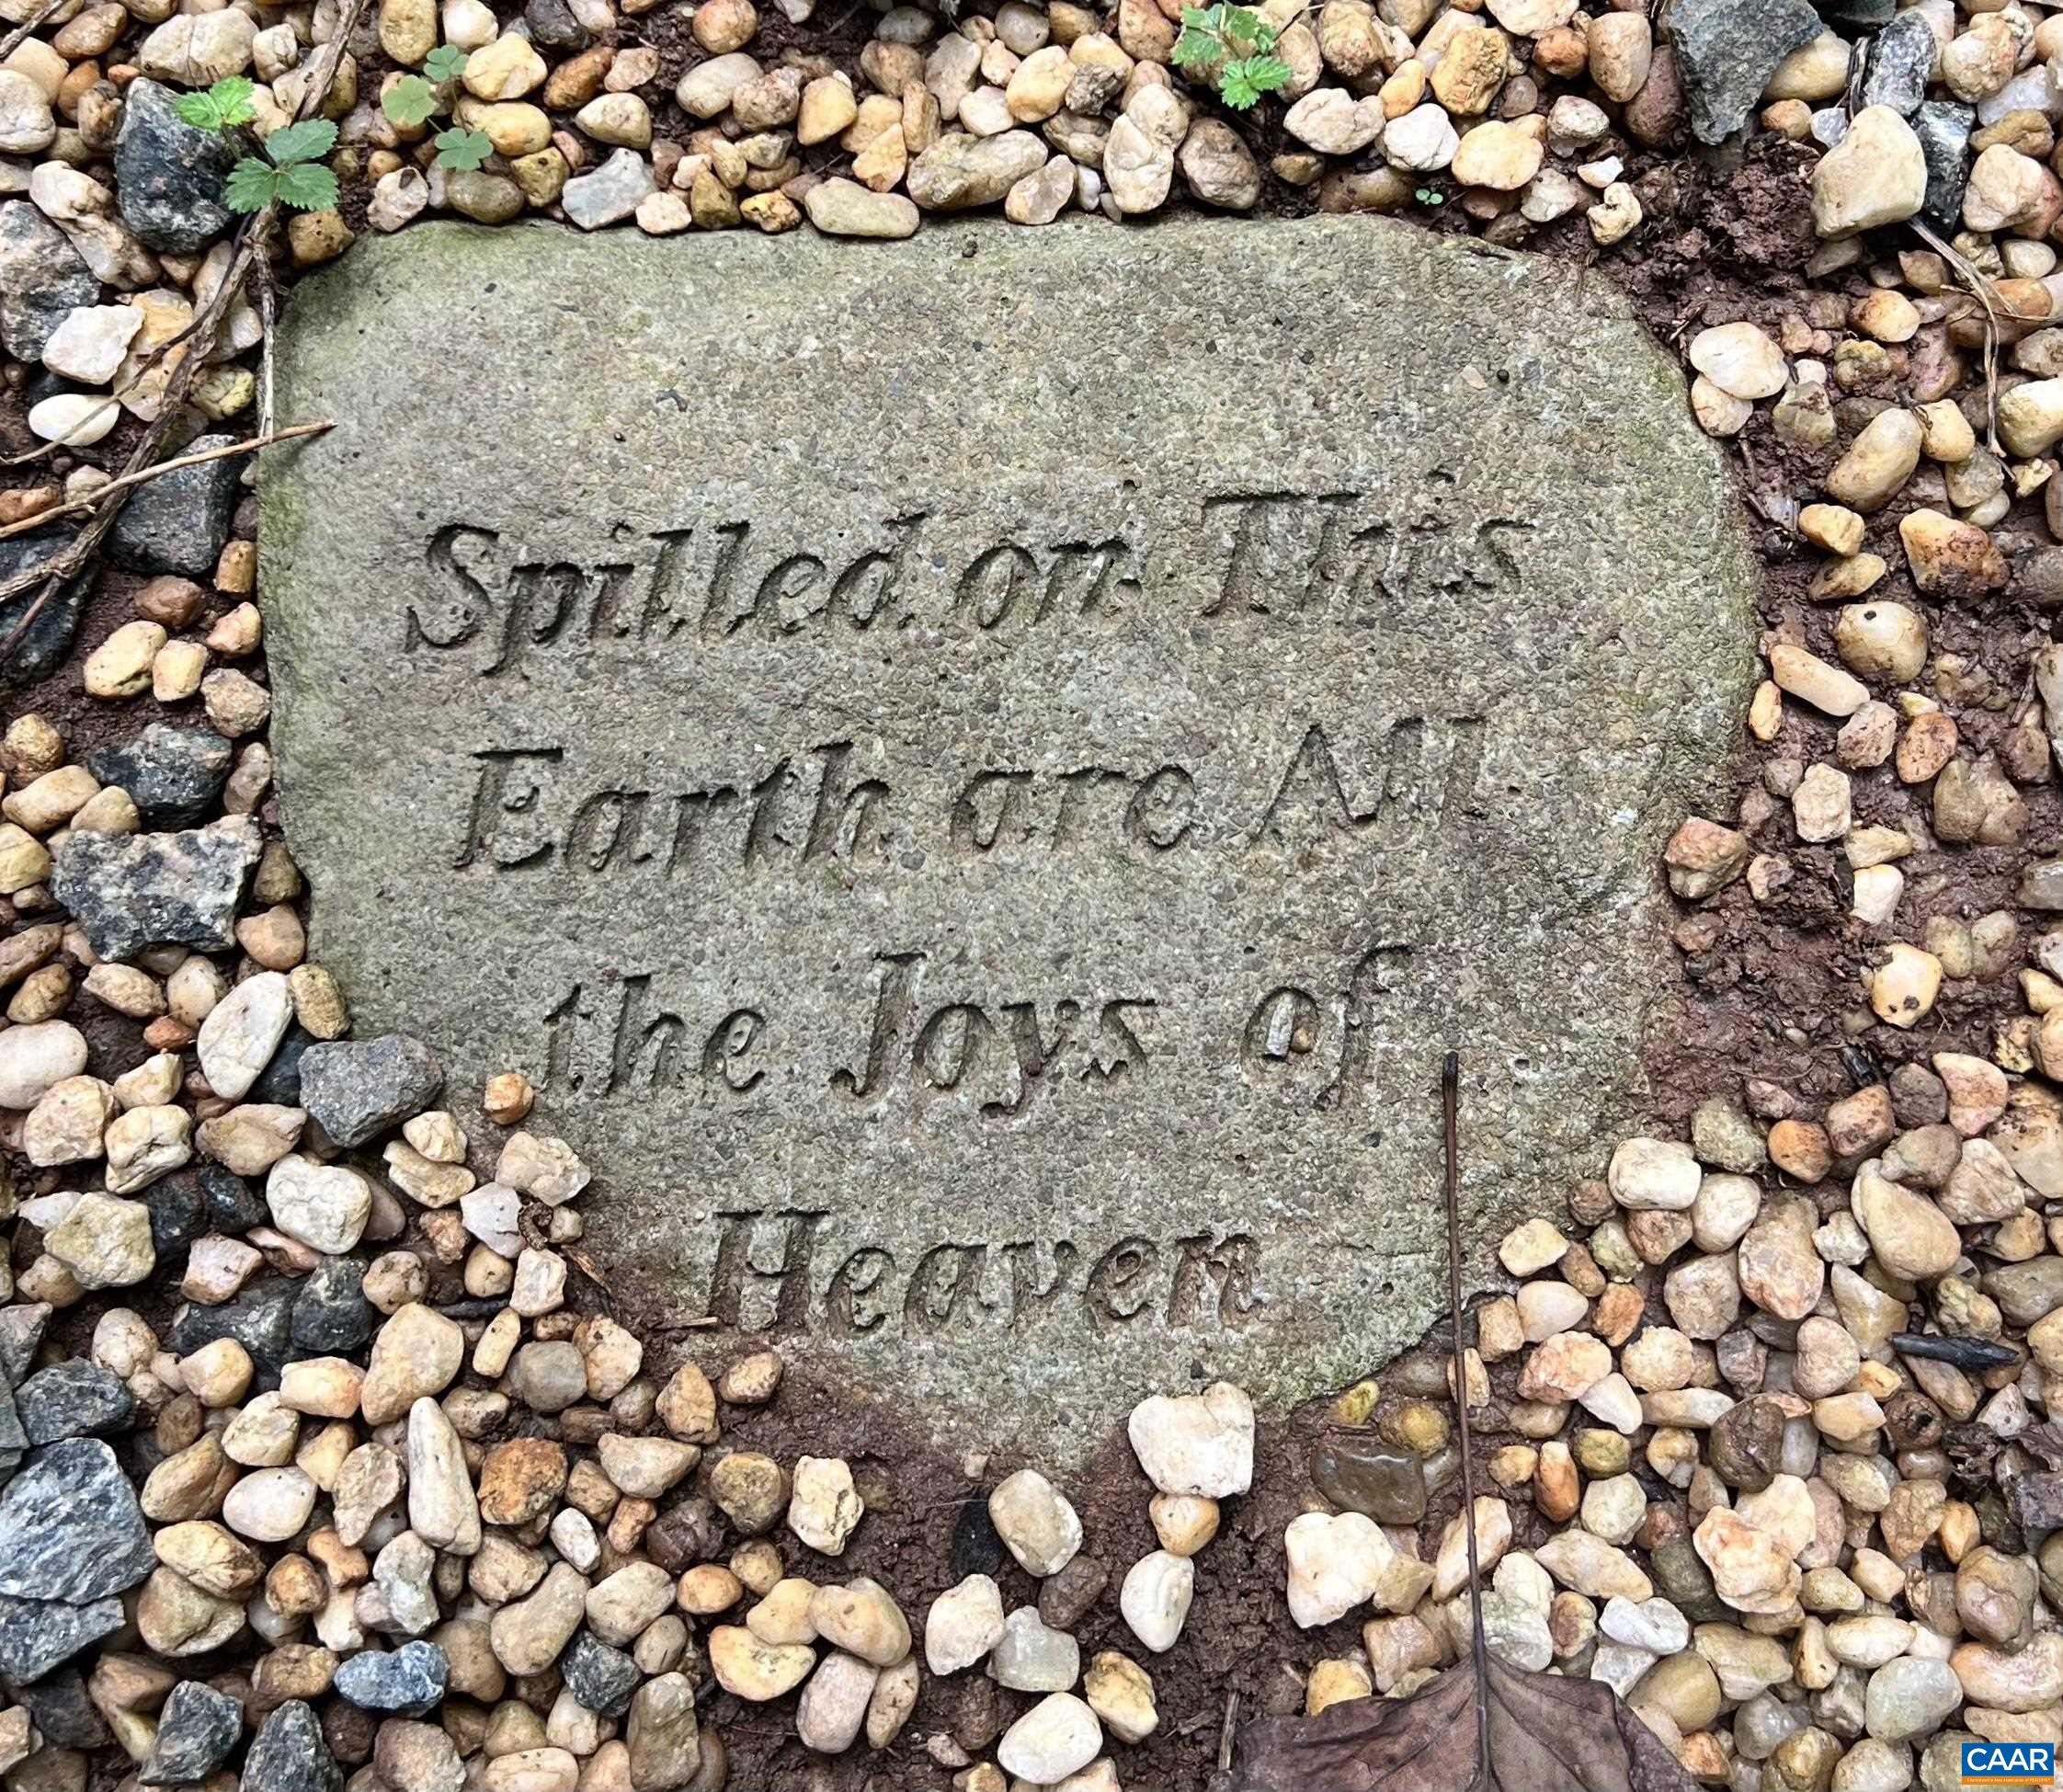 Spilled on This
Earth are All
the Joys of
Heaven
CAAR